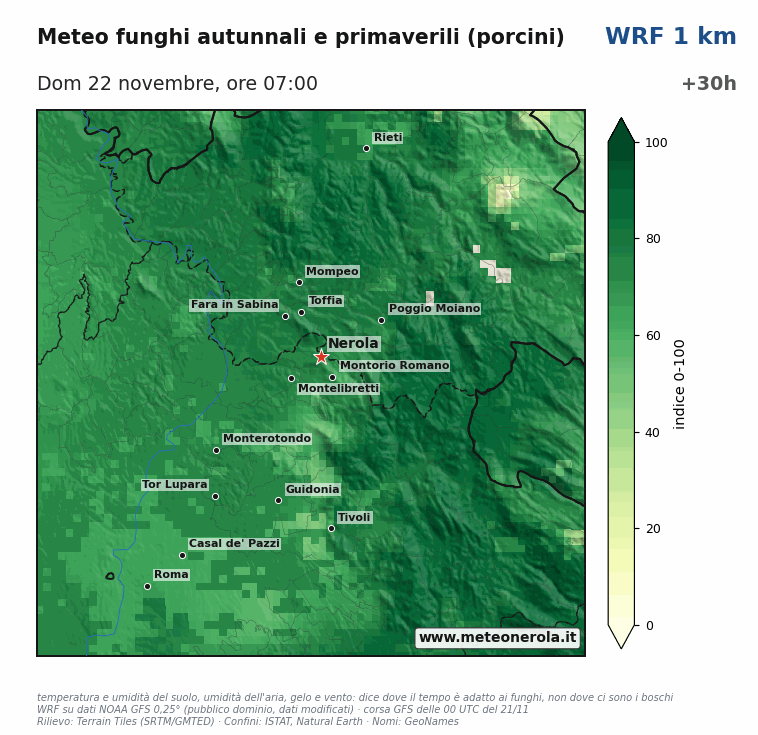 Meteo funghi autunnali e primaverili (porcini)
WRF 1 km
Dom 22 novembre, ore 07:00
+30h
Rieti
Mompeo
Toffia
Fara in Sabina
Poggio Moiano
Nerola
Montorio Romano
Montelibretti
Monterotondo
Tor Lupara
Guidonia
Tivoli
Casal de' Pazzi
Roma
www.meteonerola.it
100
80
60
40
20
0
indice 0-100
temperatura e umidità del suolo, umidità dell'aria, gelo e vento: dice dove il tempo è adatto ai funghi, non dove ci sono i boschi
WRF su dati NOAA GFS 0,25° (pubblico dominio, dati modificati) · corsa GFS delle 00 UTC del 21/11
Rilievo: Terrain Tiles (SRTM/GMTED) · Confini: ISTAT, Natural Earth · Nomi: GeoNames